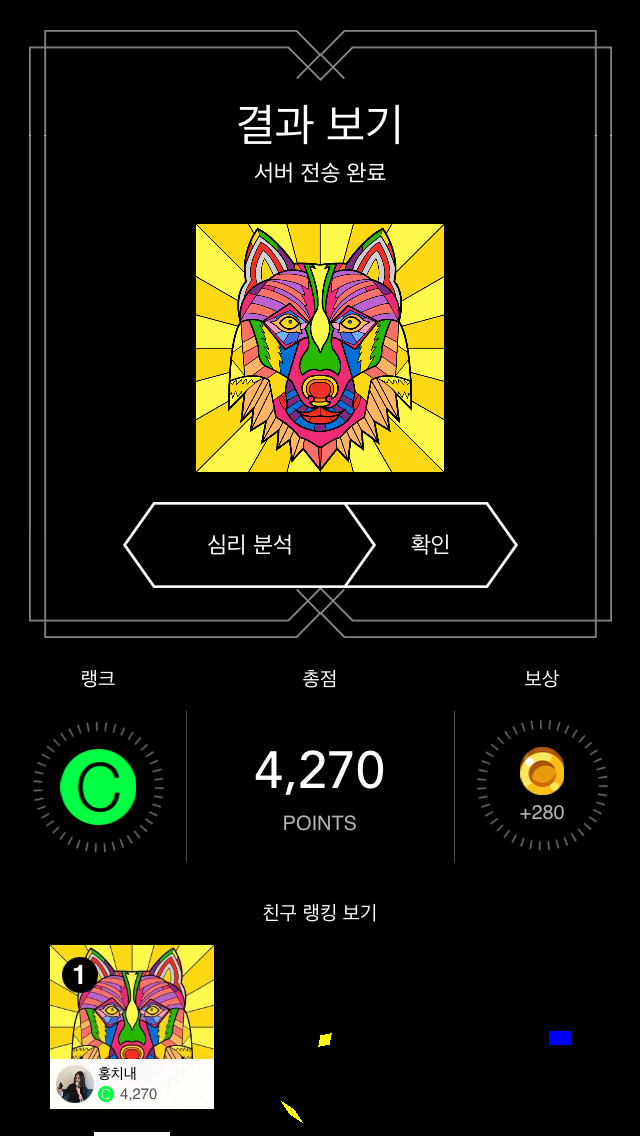 결과 보기
서버 전송 완료
심리 분석
확인
랭크
총점
보상
C
4,270
POINTS
+280
친구 랭킹 보기
1
홍치내
C 4,270